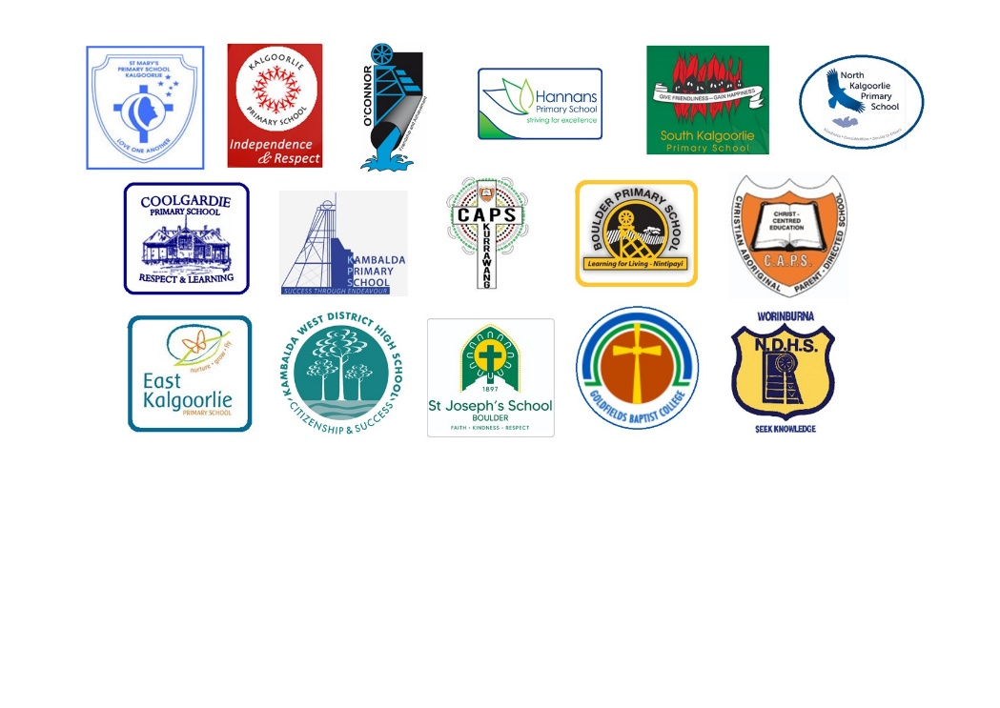 ST MARY'S
PRIMARY SCHOOL
KALGOORLIE
LOVE ONE ANOTHER
KALGOORLIE
PRIMARY SCHOOL
Independence
& Respect
O'CONNOR
Hannans
Primary School
striving for excellence
GIVE FRIENDLINESS—GAIN HAPPINESS
South Kalgoorlie
Primary School
North
Kalgoorlie
Primary
School
COOLGARDIE
PRIMARY SCHOOL
RESPECT & LEARNING
KAMBALDA
PRIMARY
SCHOOL
SUCCESS THROUGH ENDEAVOUR
CAPS
KURRAWANG
BOULDER PRIMARY SCHOOL
Learning for Living - Nintipayi
CHRIST -
CENTRED
EDUCATION
C.A.P.S.
CHRISTIAN ABORIGINAL PARENT-DIRECTED SCHOOL
nurture • grow • fly
East
Kalgoorlie
PRIMARY SCHOOL
KAMBALDA WEST DISTRICT HIGH SCHOOL
CITIZENSHIP & SUCCESS
1897
St Joseph's School
BOULDER
FAITH • KINDNESS • RESPECT
GOLDFIELDS BAPTIST COLLEGE
WORINBURNA
N.D.H.S.
SEEK KNOWLEDGE